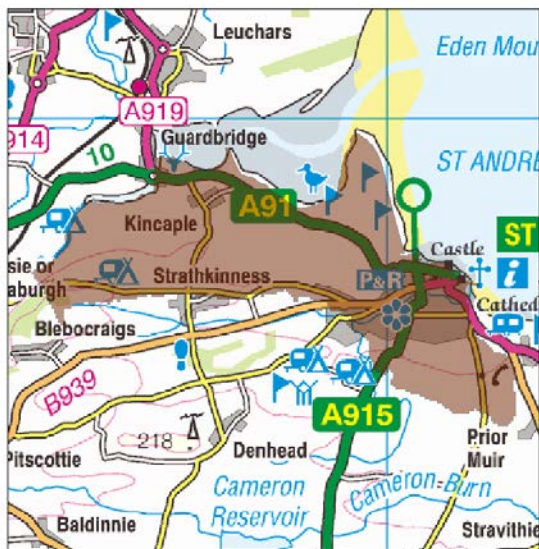 Leuchars
Eden Mou
A919
914
Guardbridge
10
ST ANDRE
A91
Kincaple
Castle
ST
P&R
i
sie or
aburgh
Strathkinness
Cathed
Blebocraigs
B939
A915
218
Denhead
Prior
Muir
Pitscottie
Cameron
Reservoir
Cameron Burn
Baldinnie
Stravithie